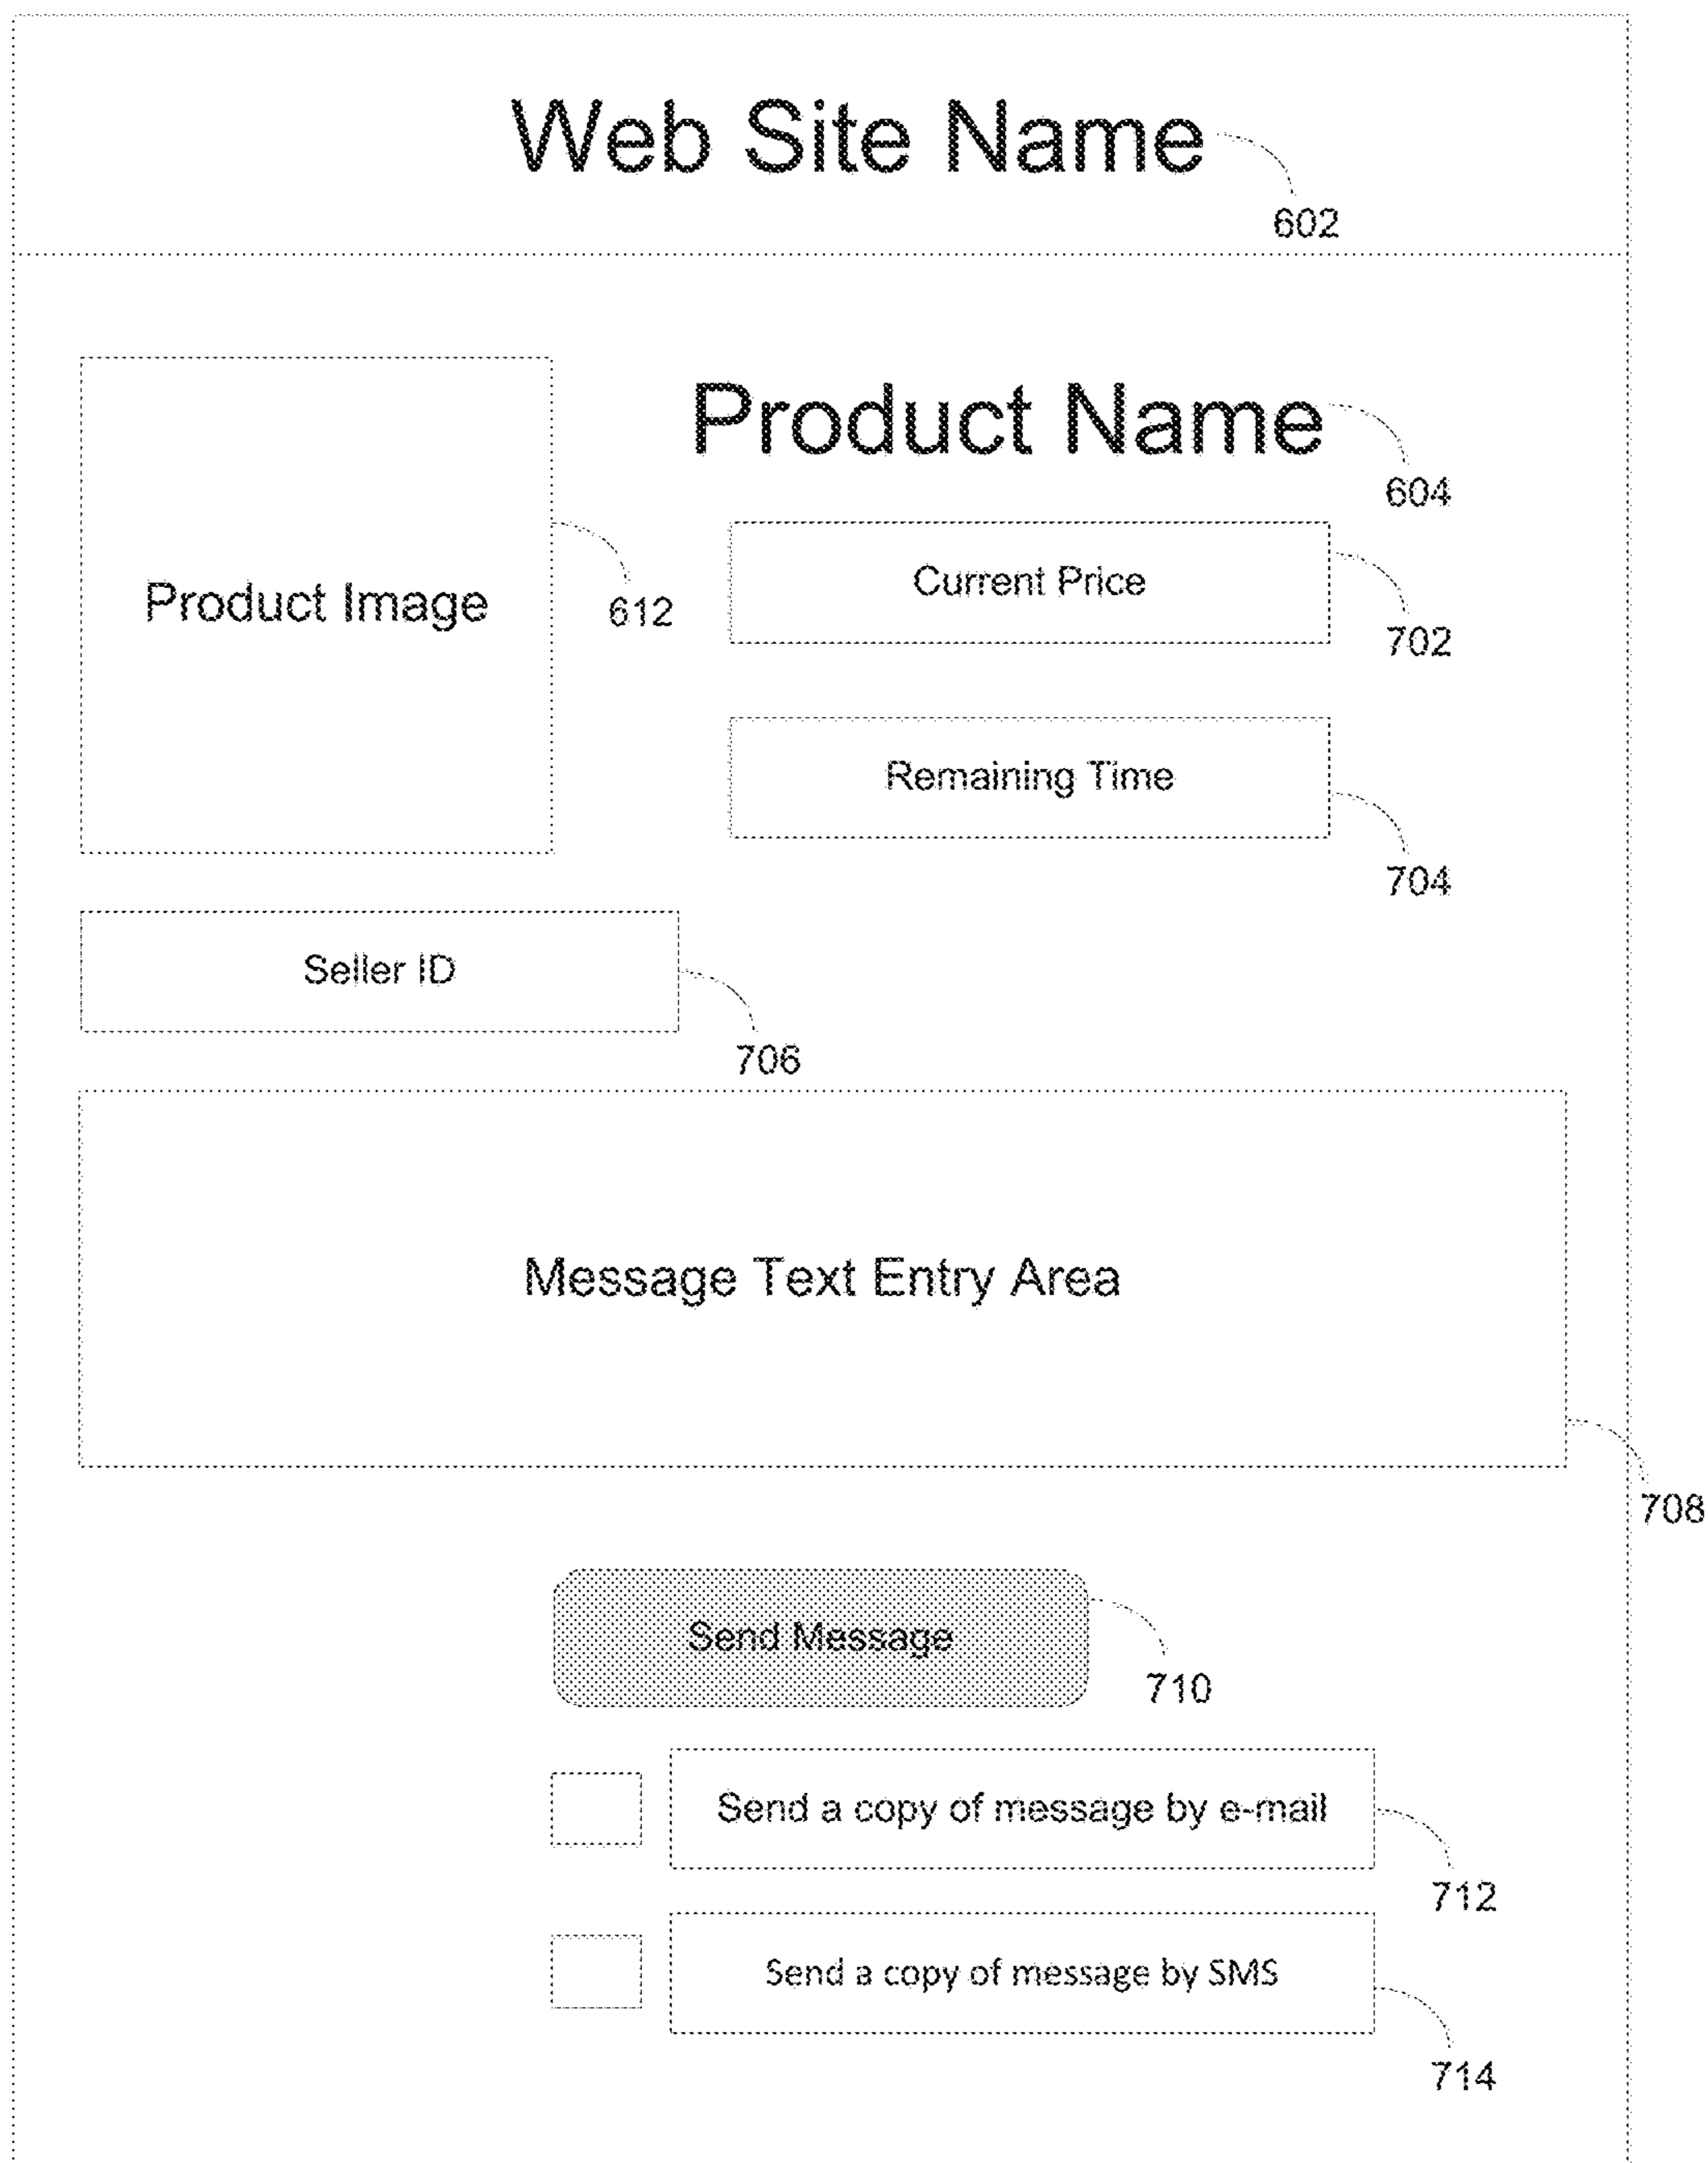 Web Site Name
602
Product Name
604
Product Image
612
Current Price
702
Remaining Time
704
Seller ID
706
Message Text Entry Area
708
Send Message
710
Send a copy of message by e-mail
712
Send a copy of message by SMS
714